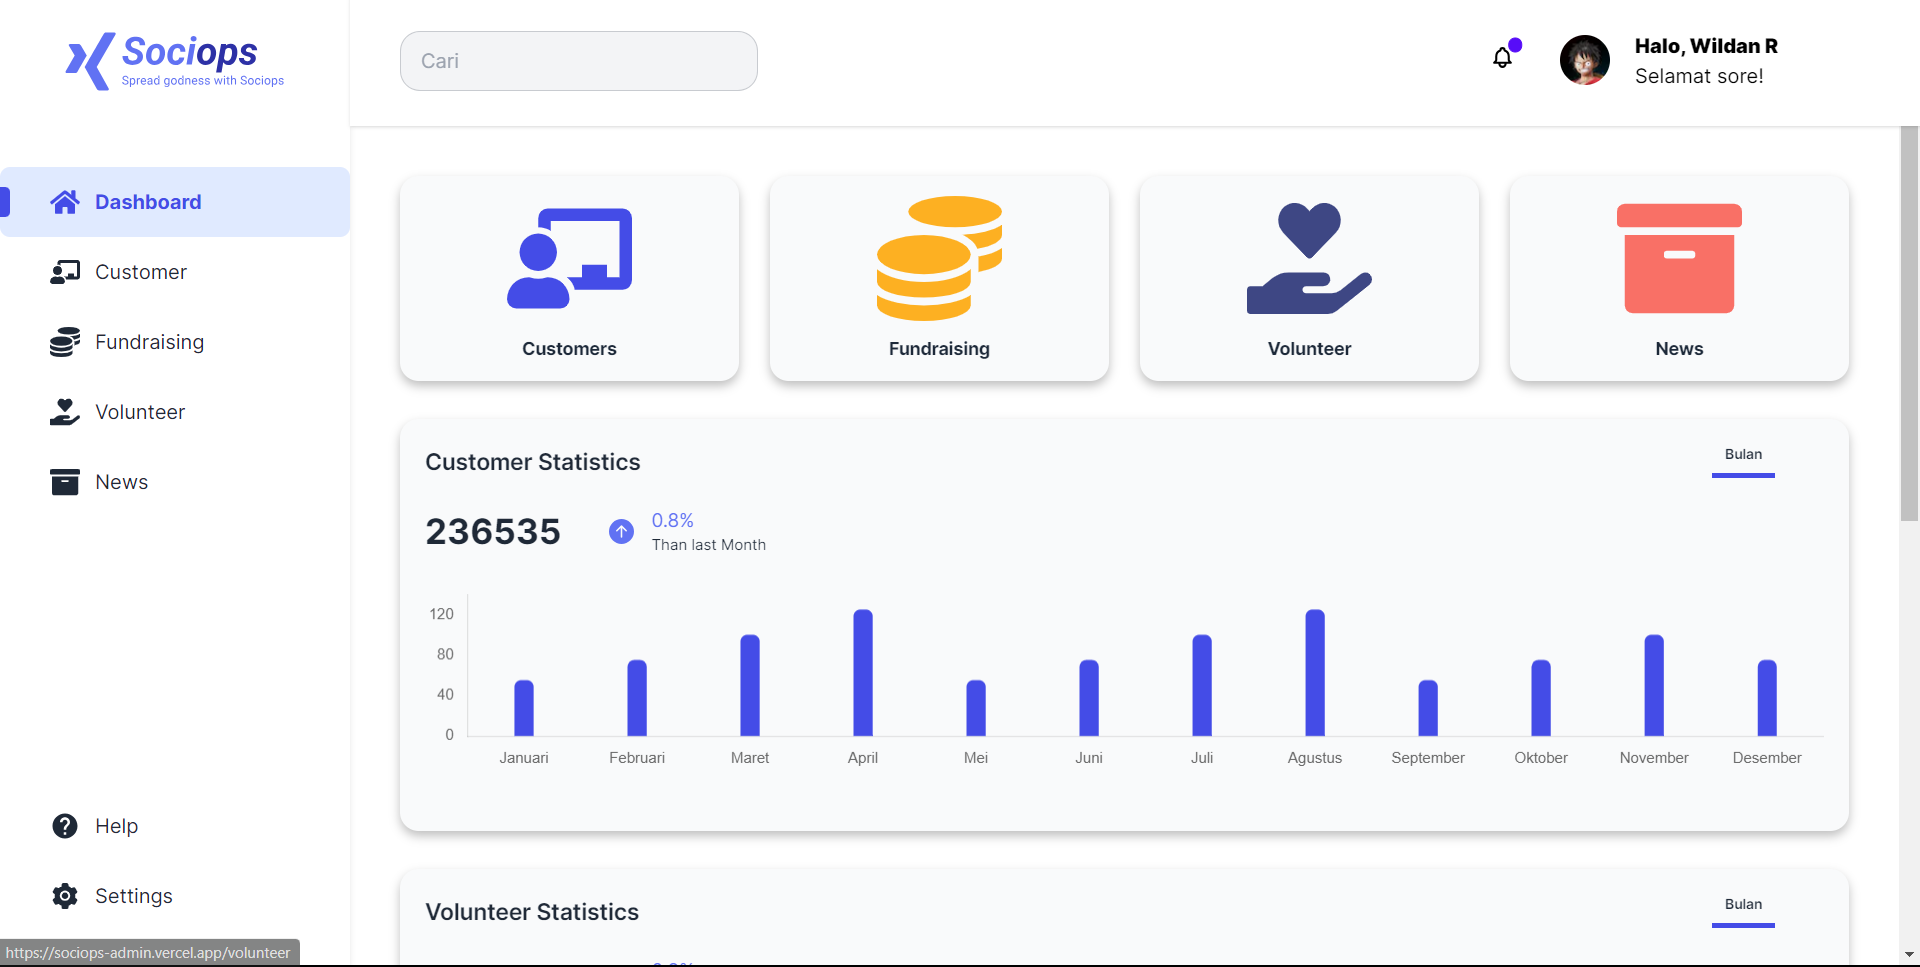 Sociops
Spread godness with Sociops
Cari
Halo, Wildan R
Selamat sore!
Dashboard
Customer
Fundraising
Volunteer
News
Help
Settings
Customers
Fundraising
Volunteer
News
Customer Statistics
Bulan
236535
0.8%
Than last Month
120
80
40
0
Januari
Februari
Maret
April
Mei
Juni
Juli
Agustus
September
Oktober
November
Desember
Volunteer Statistics
Bulan
https://sociops-admin.vercel.app/volunteer